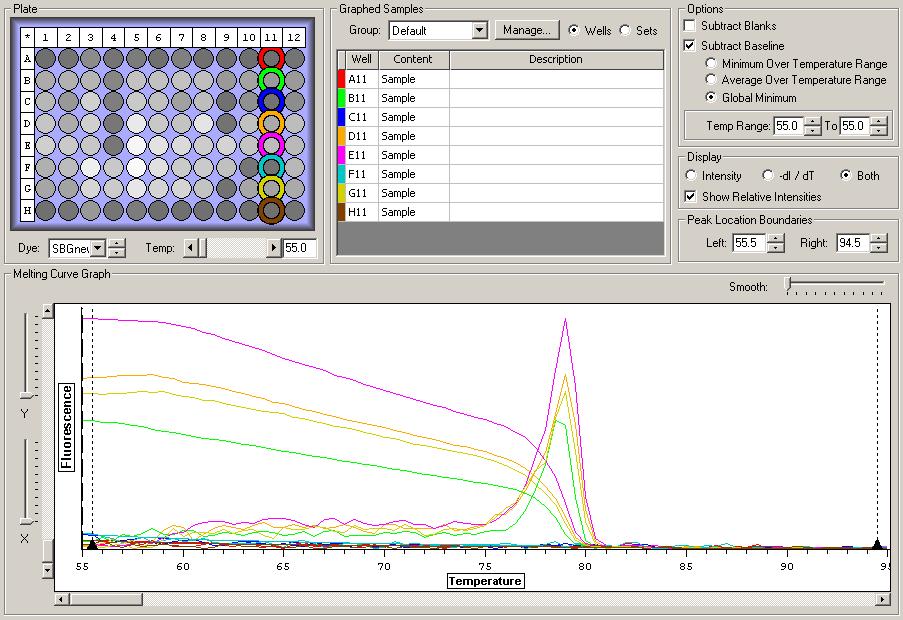 Plate
* 1 2 3 4 5 6 7 8 9 10 11 12
A
B
C
D
E
F
G
H
Dye: SBGnew Temp: 55.0
Graphed Samples
Group: Default Manage... Wells Sets
Well Content Description
A11 Sample
B11 Sample
C11 Sample
D11 Sample
E11 Sample
F11 Sample
G11 Sample
H11 Sample
Options
Subtract Blanks
Subtract Baseline
Minimum Over Temperature Range
Average Over Temperature Range
Global Minimum
Temp Range: 55.0 To 55.0
Display
Intensity -dI / dT Both
Show Relative Intensities
Peak Location Boundaries
Left: 55.5 Right: 94.5
Melting Curve Graph
Smooth:
Y
X
Fluorescence
55 60 65 70 75 80 85 90 95
Temperature